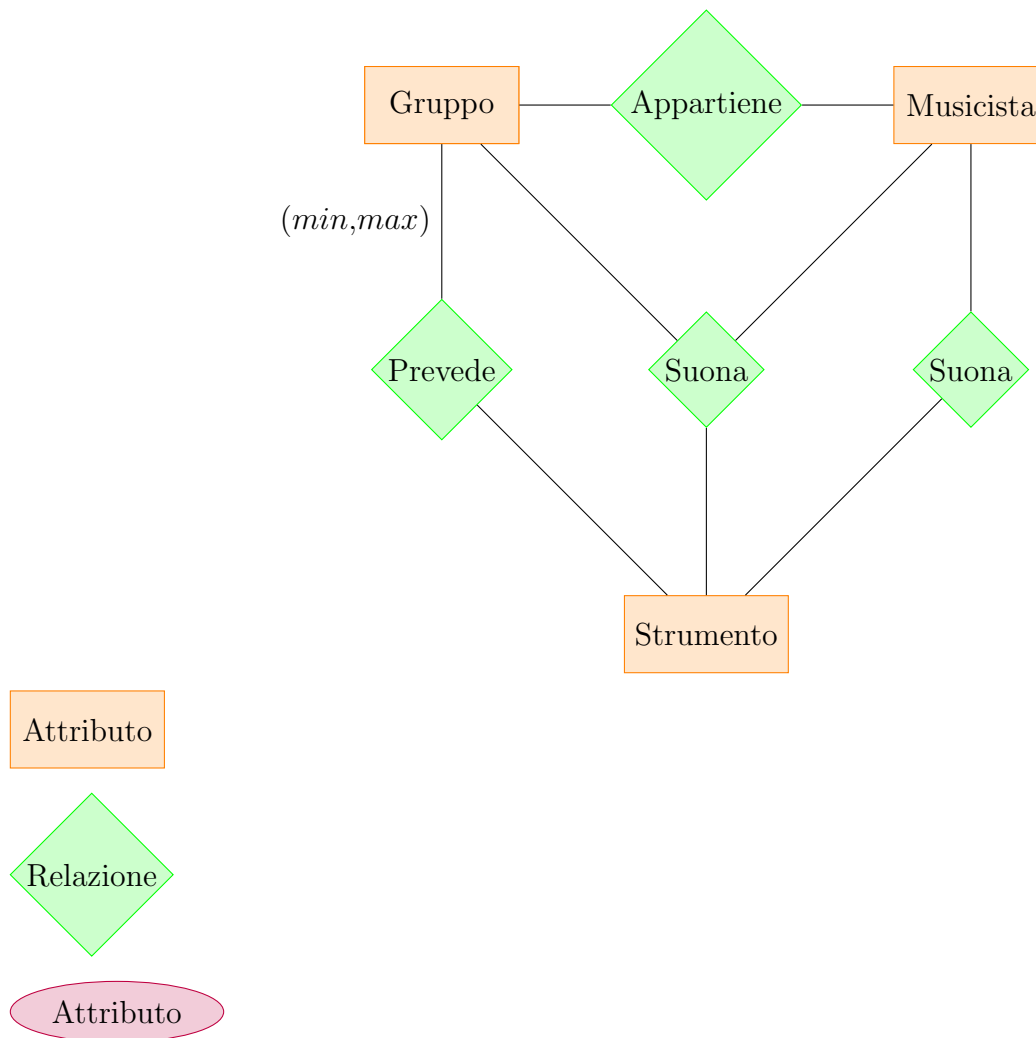 Gruppo
Appartiene
Musicista
(min,max)
Prevede
Suona
Suona
Strumento
Attributo
Relazione
Attributo